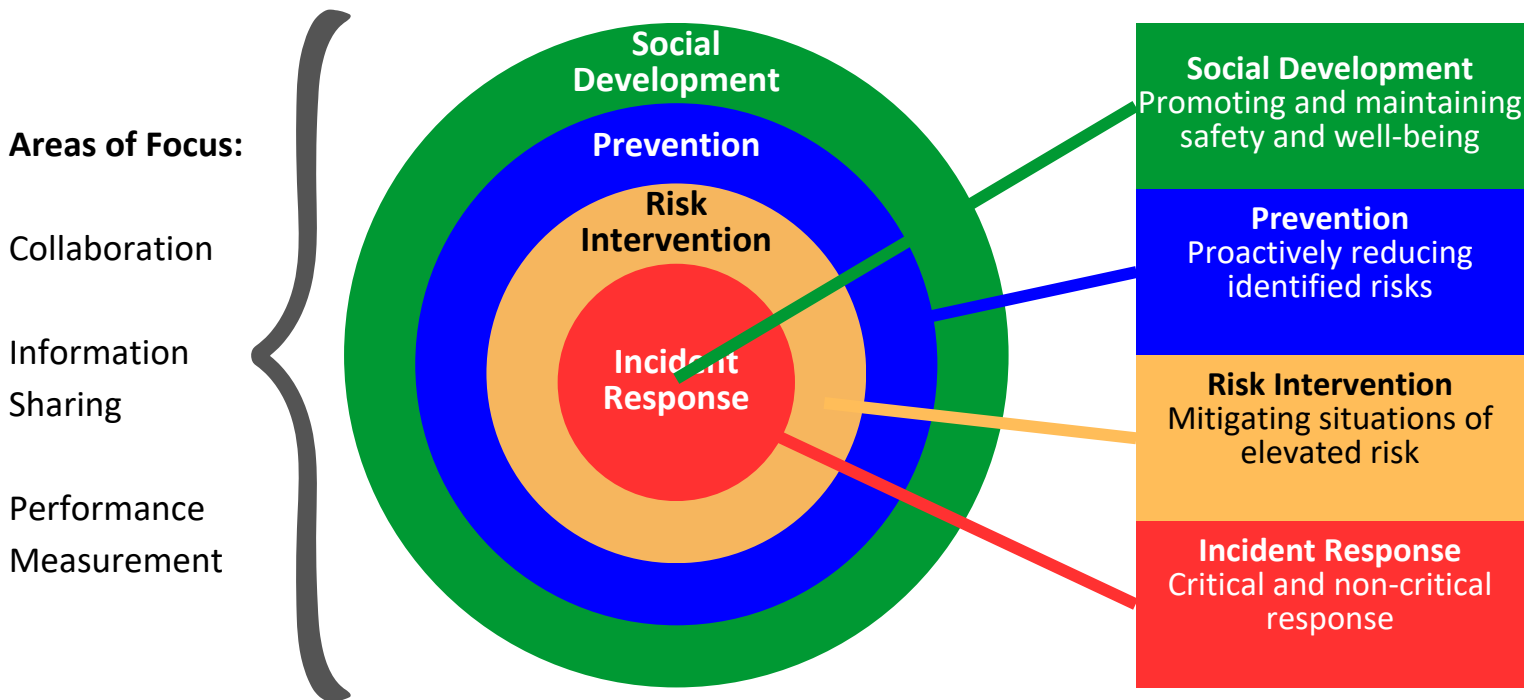 Areas of Focus:
Collaboration
Information
Sharing
Performance
Measurement
Social
Development
Prevention
Risk
Intervention
Incident
Response
Social Development
Promoting and maintaining
safety and well-being
Prevention
Proactively reducing
identified risks
Risk Intervention
Mitigating situations of
elevated risk
Incident Response
Critical and non-critical
response